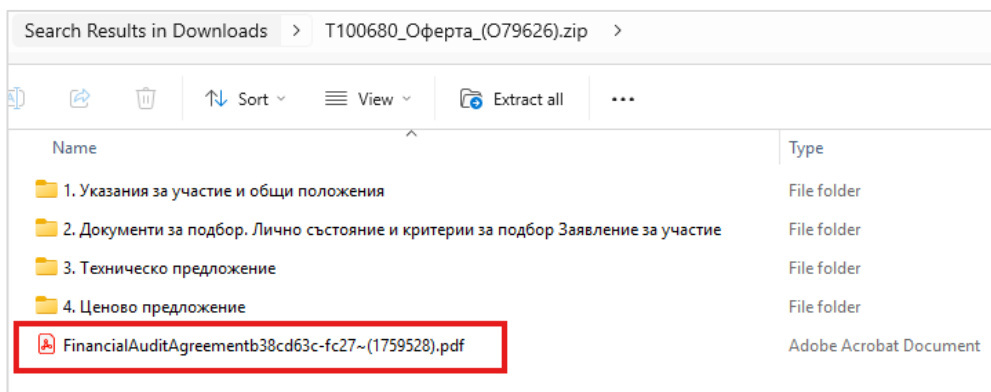 Search Results in Downloads > T100680_Оферта_(О79626).zip >
Sort View Extract all ...
Name Type
1. Указания за участие и общи положения File folder
2. Документи за подбор. Лично състояние и критерии за подбор Заявление за участие File folder
3. Техническо предложение File folder
4. Ценово предложение File folder
FinancialAuditAgreementb38cd63c-fc27~(1759528).pdf Adobe Acrobat Document